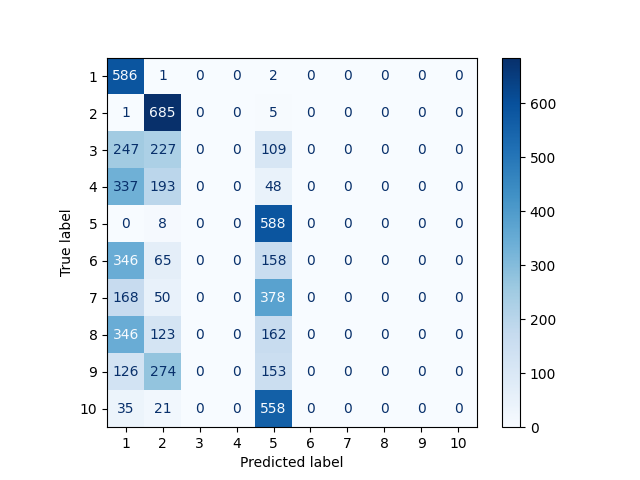 1 586 1 0 0 2 0 0 0 0 0
2 1 685 0 0 5 0 0 0 0 0
3 247 227 0 0 109 0 0 0 0 0
4 337 193 0 0 48 0 0 0 0 0
5 0 8 0 0 588 0 0 0 0 0
6 346 65 0 0 158 0 0 0 0 0
7 168 50 0 0 378 0 0 0 0 0
8 346 123 0 0 162 0 0 0 0 0
9 126 274 0 0 153 0 0 0 0 0
10 35 21 0 0 558 0 0 0 0 0
1 2 3 4 5 6 7 8 9 10
Predicted label
True label
600
500
400
300
200
100
0